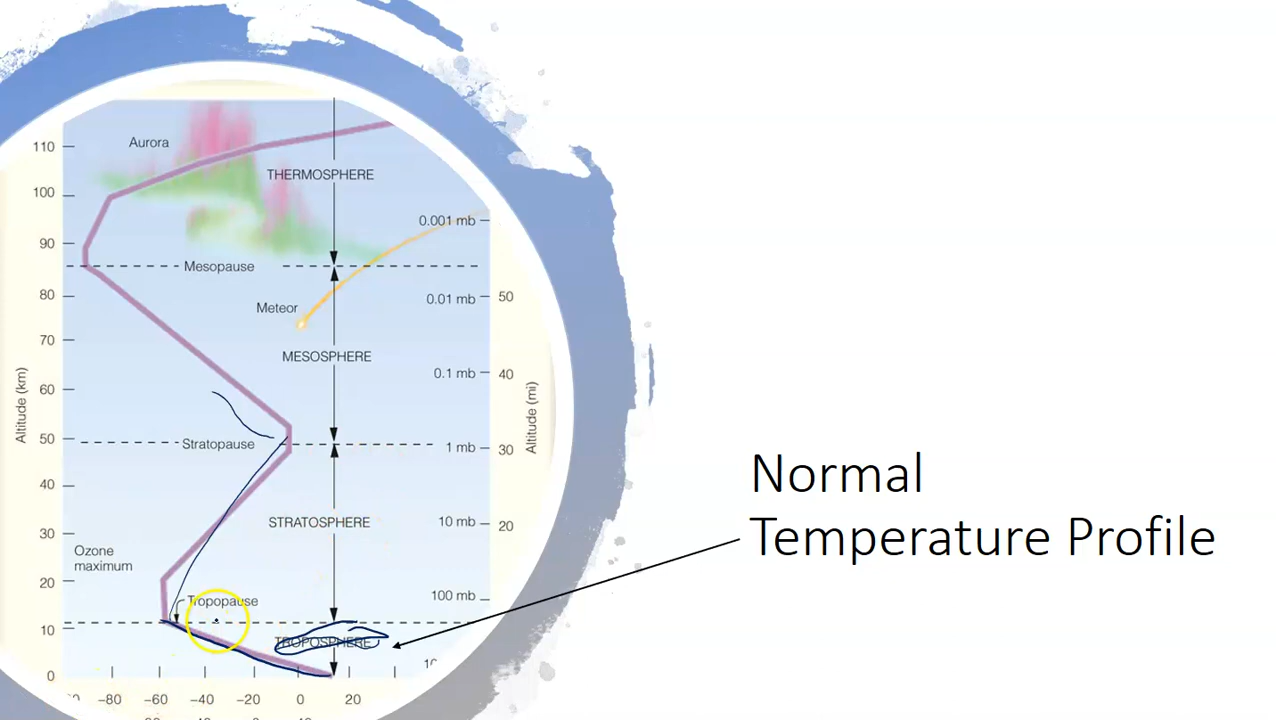 110
Aurora
THERMOSPHERE
100
0.001 mb
90
Mesopause
80
Meteor
0.01 mb
50
70
MESOSPHERE
0.1 mb
40
60
Altitude (km)
Altitude (mi)
50
Stratopause
1 mb
30
40
STRATOSPHERE
10 mb
20
30
Ozone
maximum
20
Tropopause
100 mb
10
TROPOSPHERE
0
−80 −60 −40 −20 0 20
Normal
Temperature Profile